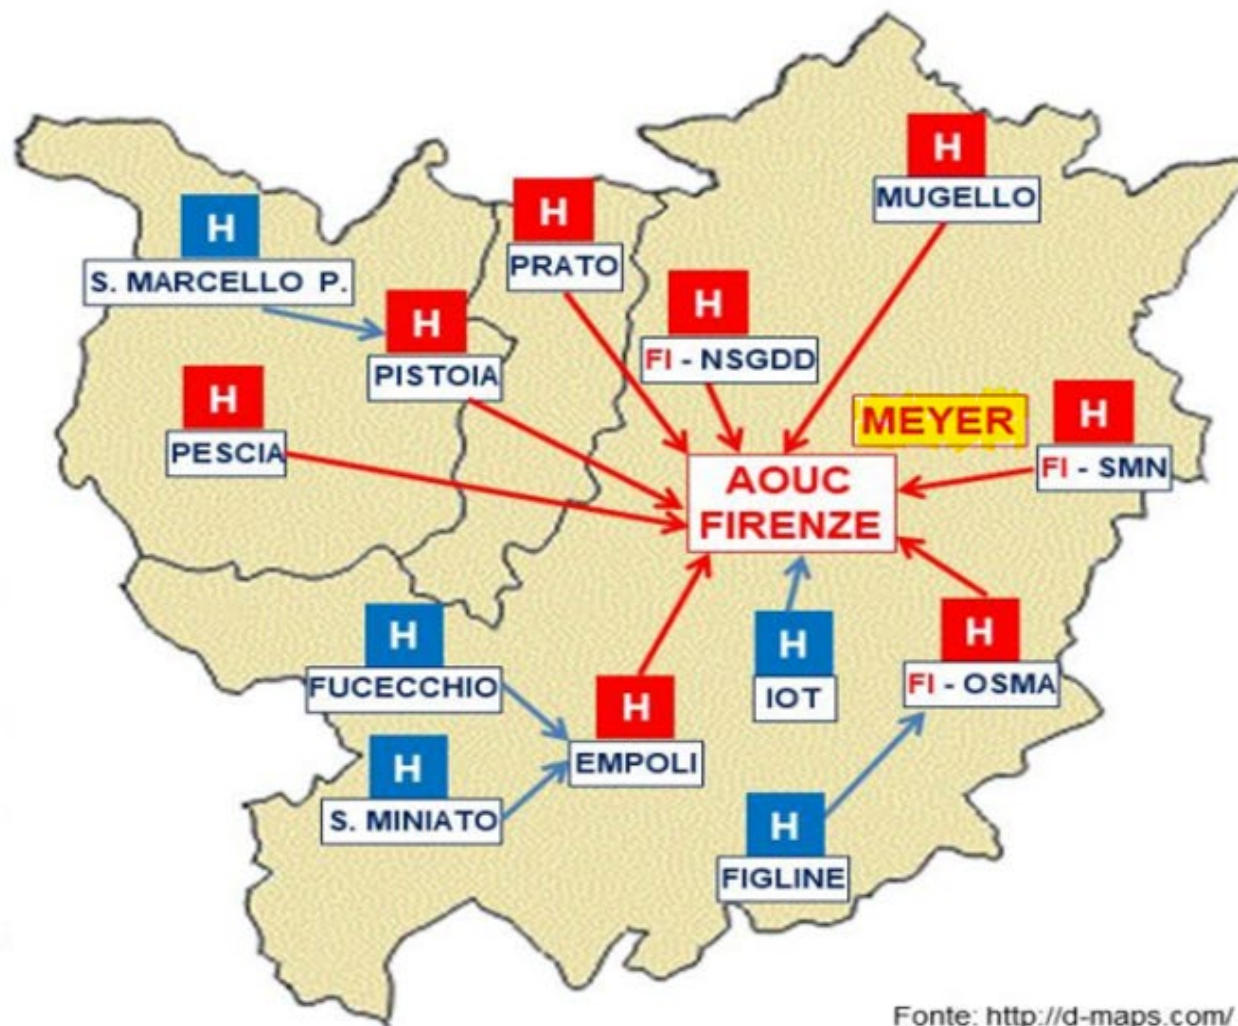 H
MUGELLO
H
S. MARCELLO P.
H
PRATO
H
FI - NSGDD
H
PISTOIA
H
PESCIA
MEYER
H
FI - SMN
AOUC
FIRENZE
H
FUCECCHIO
H
IOT
H
FI - OSMA
H
EMPOLI
H
S. MINIATO
H
FIGLINE
Fonte: http://d-maps.com/